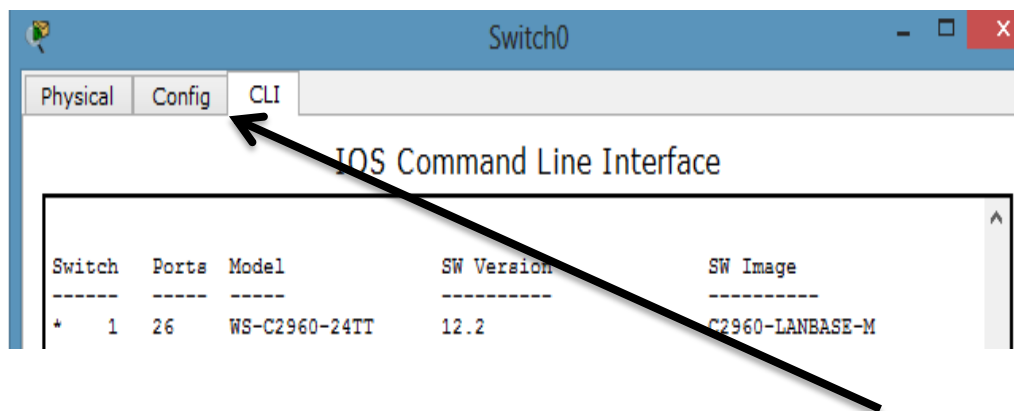 Switch0
Physical Config CLI
IOS Command Line Interface
Switch Ports Model SW Version SW Image
------ ----- ----- ---------- ----------
* 1 26 WS-C2960-24TT 12.2 C2960-LANBASE-M